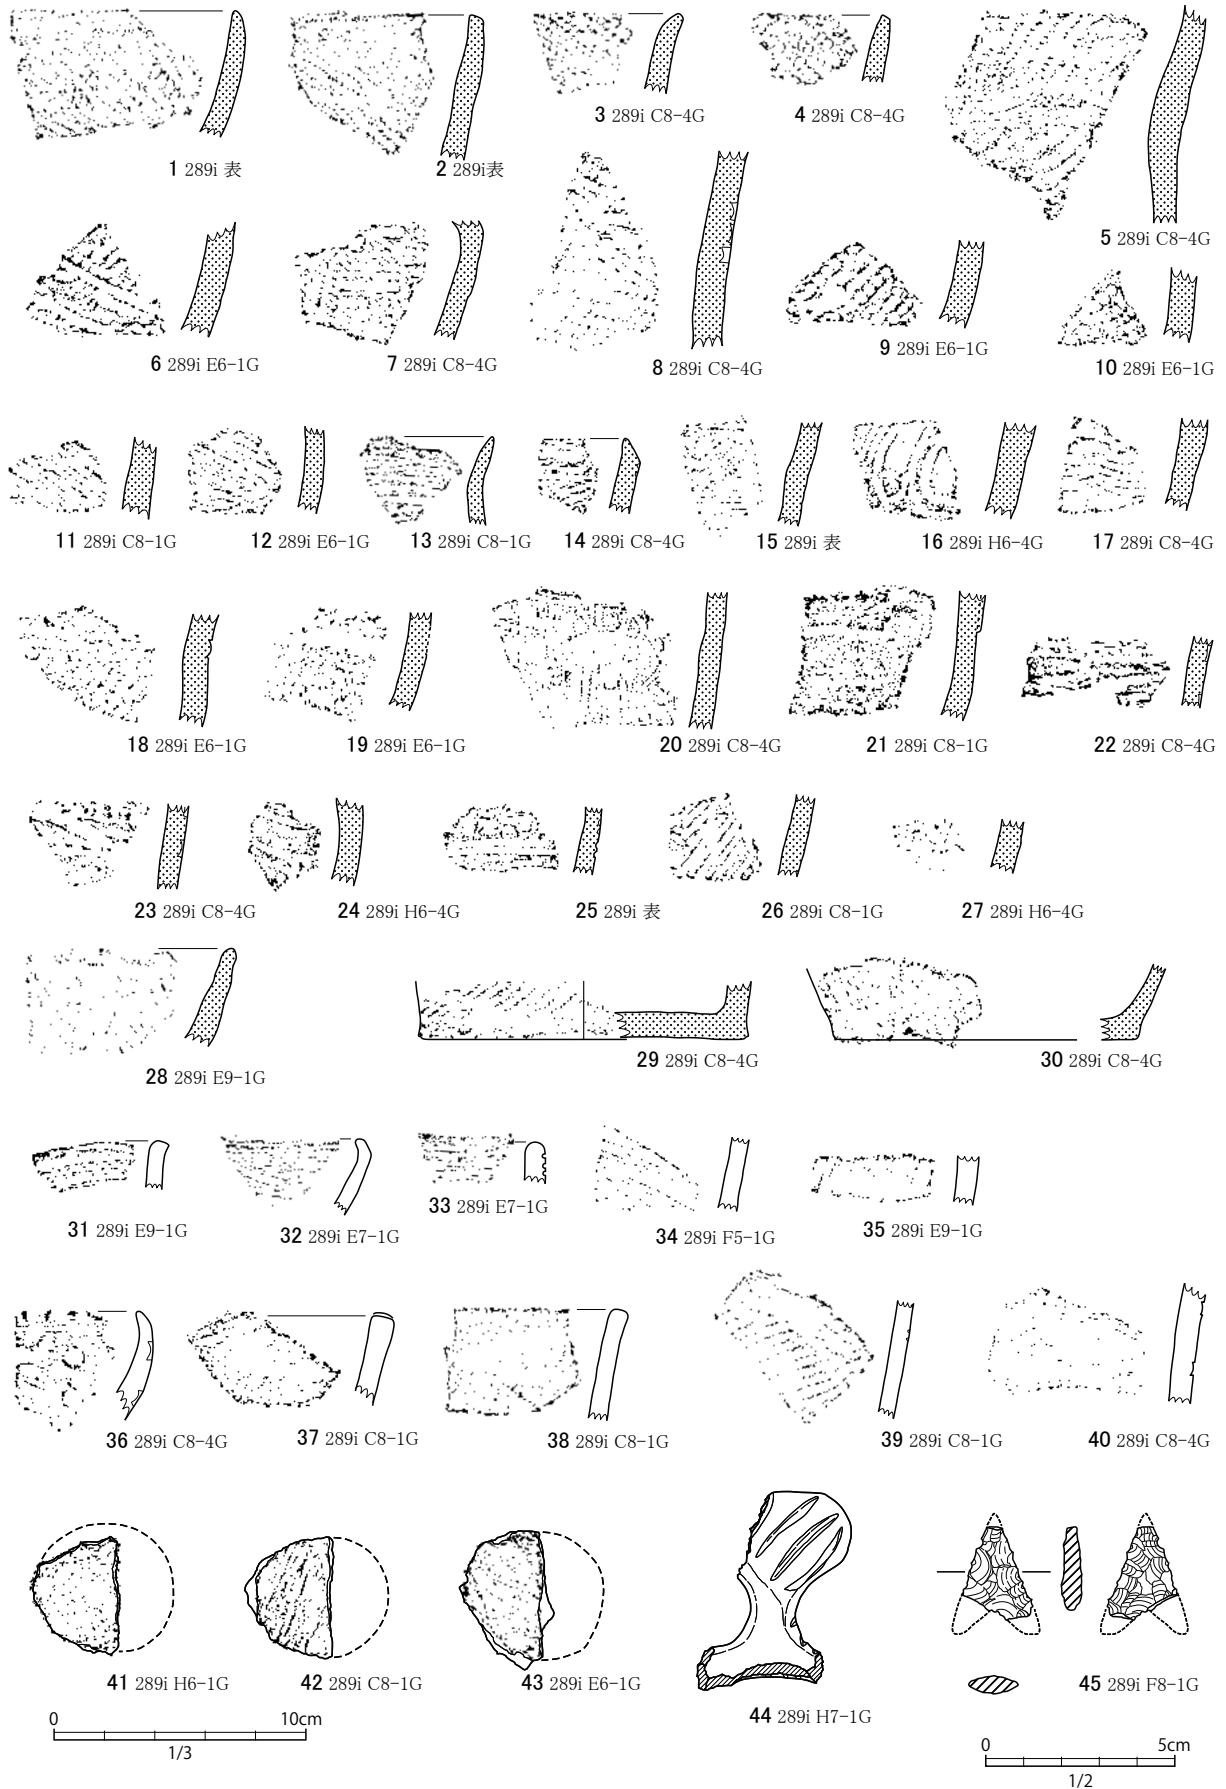 1 289i 表
2 289i表
3 289i C8-4G
4 289i C8-4G
5 289i C8-4G
6 289i E6-1G
7 289i C8-4G
8 289i C8-4G
9 289i E6-1G
10 289i E6-1G
11 289i C8-1G
12 289i E6-1G
13 289i C8-1G
14 289i C8-4G
15 289i 表
16 289i H6-4G
17 289i C8-4G
18 289i E6-1G
19 289i E6-1G
20 289i C8-4G
21 289i C8-1G
22 289i C8-4G
23 289i C8-4G
24 289i H6-4G
25 289i 表
26 289i C8-1G
27 289i H6-4G
28 289i E9-1G
29 289i C8-4G
30 289i C8-4G
31 289i E9-1G
32 289i E7-1G
33 289i E7-1G
34 289i F5-1G
35 289i E9-1G
36 289i C8-4G
37 289i C8-1G
38 289i C8-1G
39 289i C8-1G
40 289i C8-4G
41 289i H6-1G
42 289i C8-1G
43 289i E6-1G
44 289i H7-1G
45 289i F8-1G
0 10cm
1/3
0 5cm
1/2